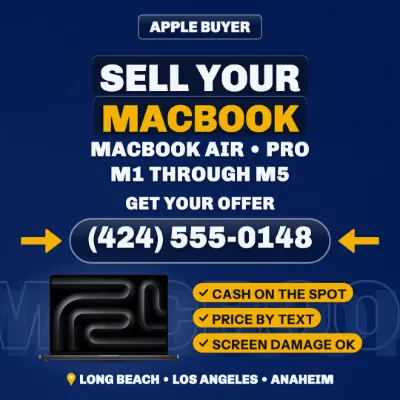 APPLE BUYER
SELL YOUR
MACBOOK
MACBOOK AIR • PRO
M1 THROUGH M5
GET YOUR OFFER
(424) 555-0148
CASH ON THE SPOT
PRICE BY TEXT
SCREEN DAMAGE OK
LONG BEACH • LOS ANGELES • ANAHEIM